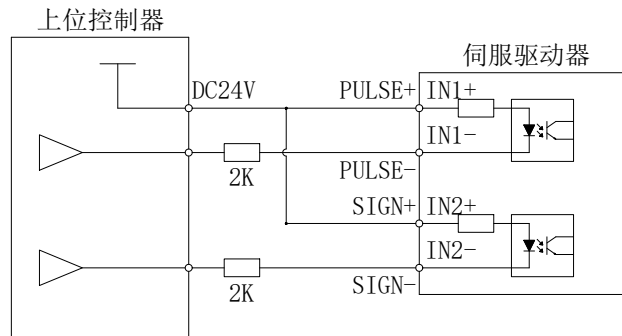 上位控制器
伺服驱动器
DC24V
PULSE+
IN1+
IN1-
2K
PULSE-
SIGN+
IN2+
IN2-
2K
SIGN-